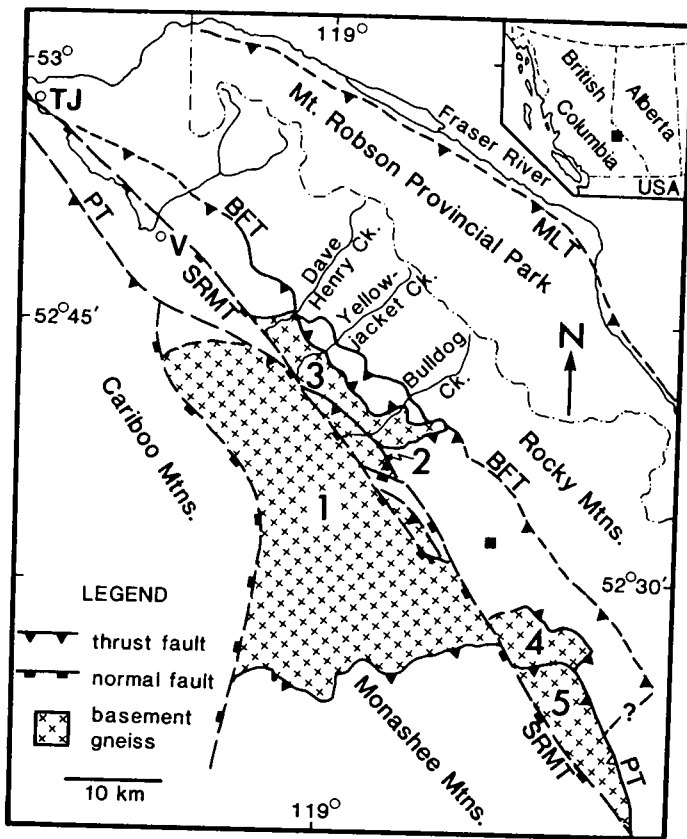 119°
53°
TJ
British
Columbia
Alberta
USA
Fraser River
Mt. Robson Provincial Park
MLT
PT
BFT
V
SRMT
Dave
Henry Ck.
Yellow-
jacket Ck.
Bulldog
Ck.
N
52°45′
3
Cariboo Mtns.
2
BFT
Rocky Mtns.
1
52°30′
LEGEND
thrust fault
normal fault
basement
gneiss
10 km
4
5
?
SRMT
PT
Monashee Mtns.
119°